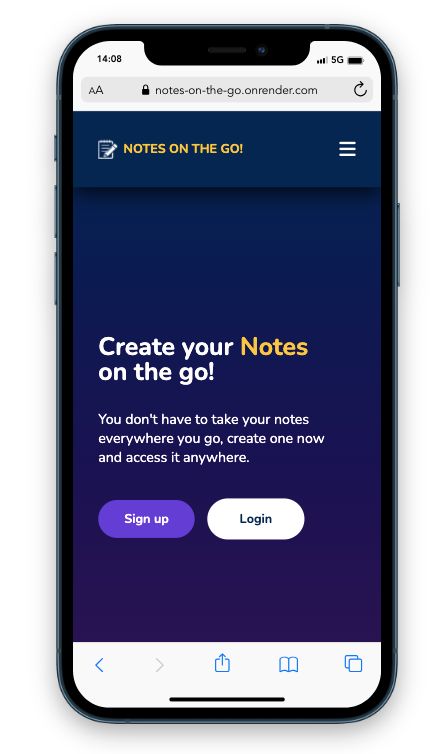 14:08
5G
AA
notes-on-the-go.onrender.com
NOTES ON THE GO!
Create your Notes
on the go!
You don't have to take your notes
everywhere you go, create one now
and access it anywhere.
Sign up
Login